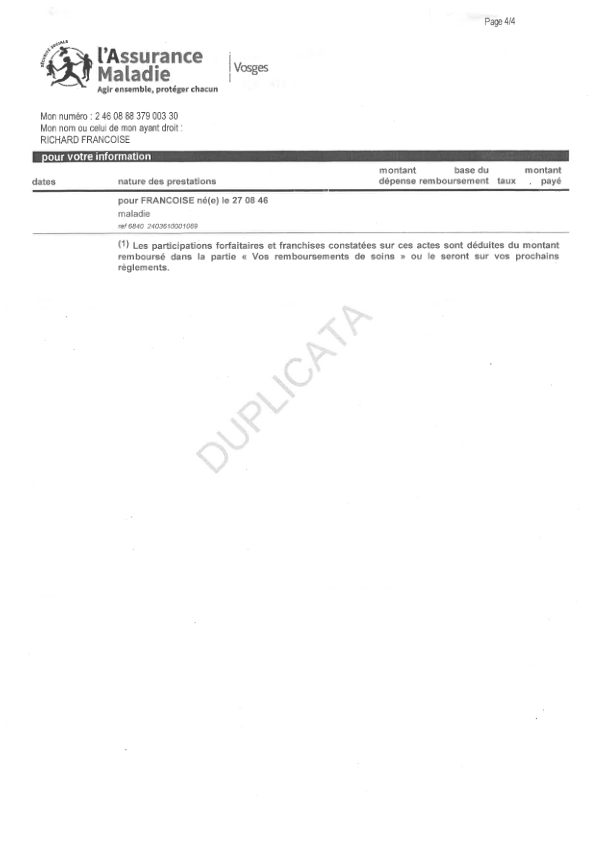 Page 4/4
SÉCURITÉ SOCIALE
l'Assurance
Maladie
Agir ensemble, protéger chacun
Vosges
Mon numéro : 2 46 08 88 379 003 30
Mon nom ou celui de mon ayant droit :
RICHARD FRANCOISE
pour votre information
montant base du montant
dates nature des prestations dépense remboursement taux . payé
pour FRANCOISE né(e) le 27 08 46
maladie
ref 6840 2403610001069
(1) Les participations forfaitaires et franchises constatées sur ces actes sont déduites du montant
remboursé dans la partie « Vos remboursements de soins » ou le seront sur vos prochains
règlements.
DUPLICATA